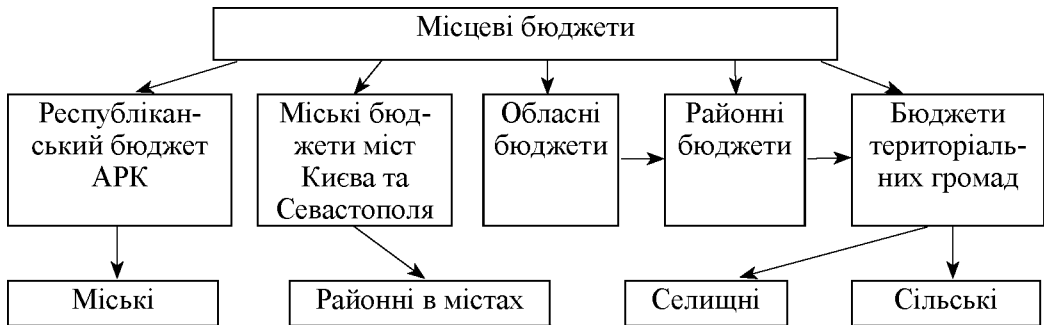 Місцеві бюджети
Республікан-
ський бюджет
АРК
Міські бюд-
жети міст
Києва та
Севастополя
Обласні
бюджети
Районні
бюджети
Бюджети
територіаль-
них громад
Міські
Районні в містах
Селищні
Сільські